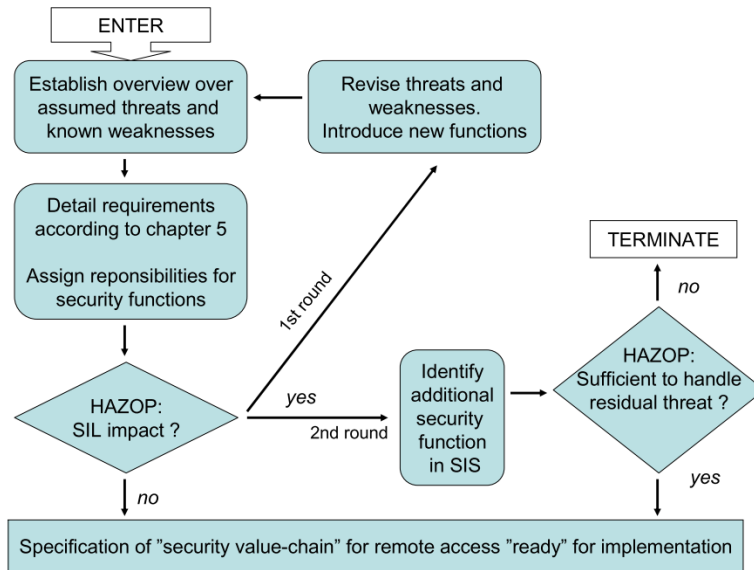 ENTER
Establish overview over
assumed threats and
known weaknesses
Revise threats and
weaknesses.
Introduce new functions
Detail requirements
according to chapter 5
Assign reponsibilities for
security functions
1st round
TERMINATE
no
HAZOP:
SIL impact ?
yes
2nd round
Identify
additional
security
function
in SIS
HAZOP:
Sufficient to handle
residual threat ?
no
yes
Specification of ”security value-chain” for remote access ”ready” for implementation